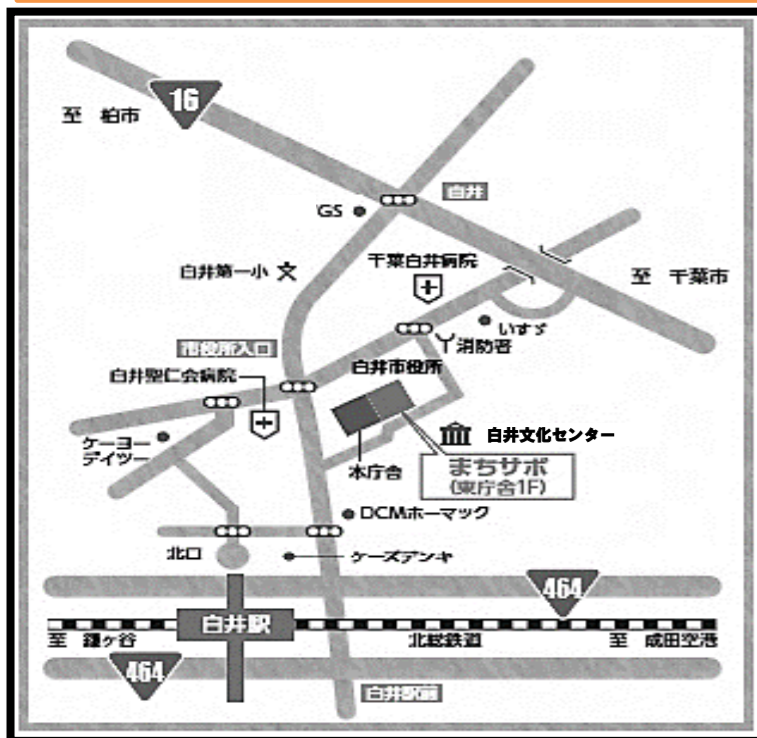 16
至 柏市
白井
GS
白井第一小
千葉白井病院
至 千葉市
いすゞ
消防署
市役所入口
白井市役所
白井聖仁会病院
ケーヨー
デイツー
本庁舎
白井文化センター
まちサポ
(東庁舎1F)
DCMホーマック
北口
ケーズデンキ
464
白井駅
至 鎌ヶ谷
北総鉄道
至 成田空港
464
白井駅前